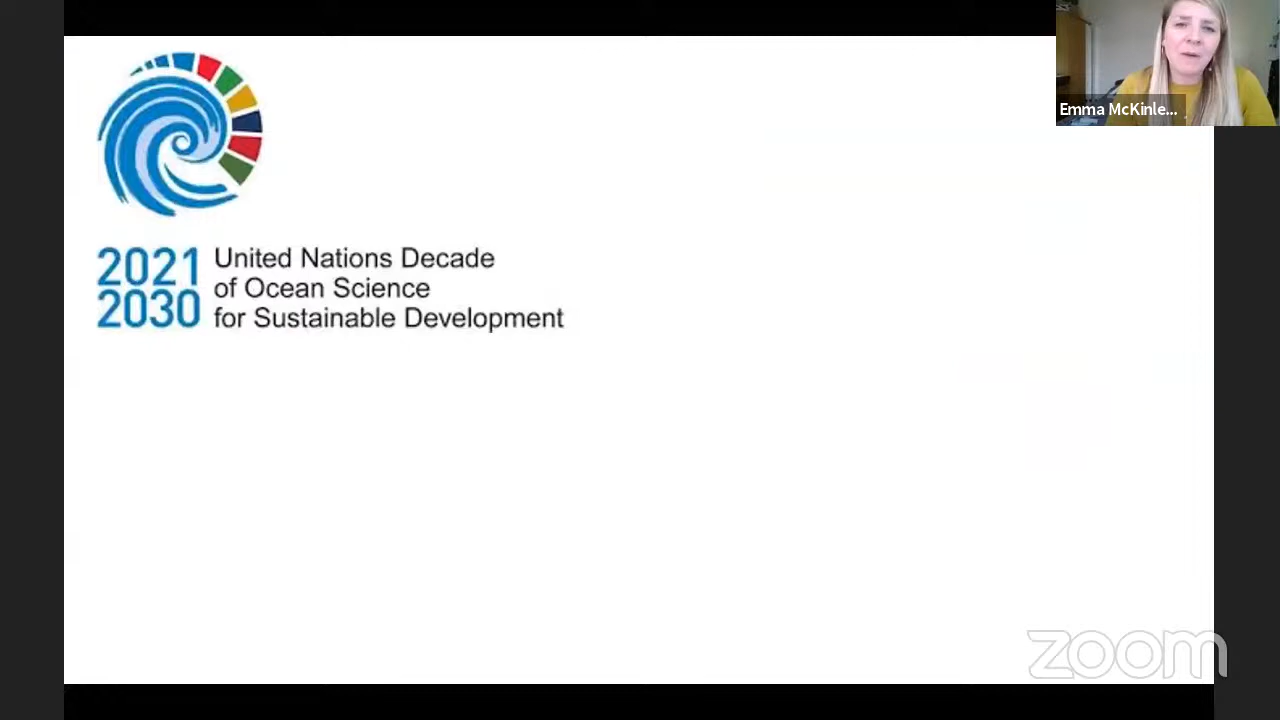 Emma McKinle...
2021
2030
United Nations Decade
of Ocean Science
for Sustainable Development
zoom